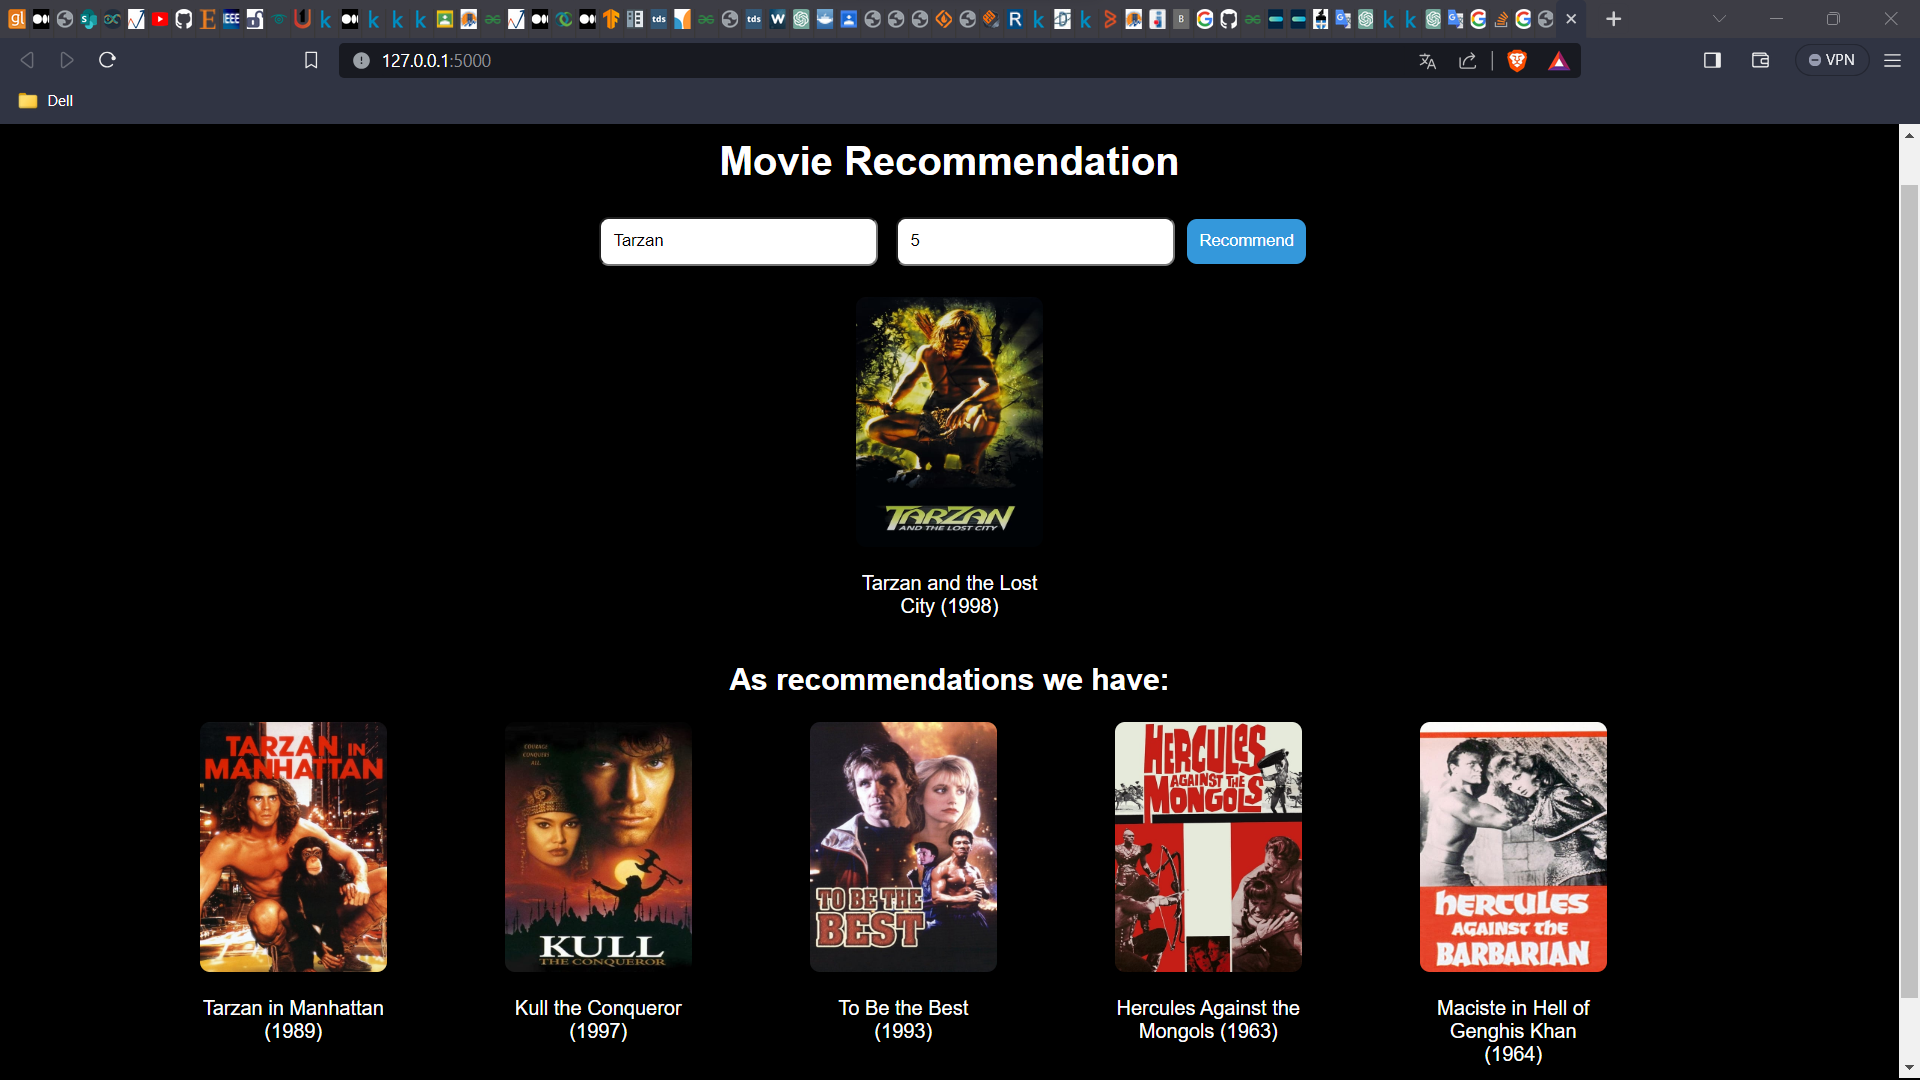 127.0.0.1:5000
VPN
Dell
Movie Recommendation
Tarzan
5
Recommend
TARZAN
AND THE LOST CITY
Tarzan and the Lost
City (1998)
As recommendations we have:
TARZAN IN
MANHATTAN
COURAGE
CONQUERS
ALL.
KULL
THE CONQUEROR
TO BE THE
BEST
HERCULES
AGAINST THE
MONGOLS
HERCULES
AGAINST THE
BARBARIAN
Tarzan in Manhattan
(1989)
Kull the Conqueror
(1997)
To Be the Best
(1993)
Hercules Against the
Mongols (1963)
Maciste in Hell of
Genghis Khan
(1964)